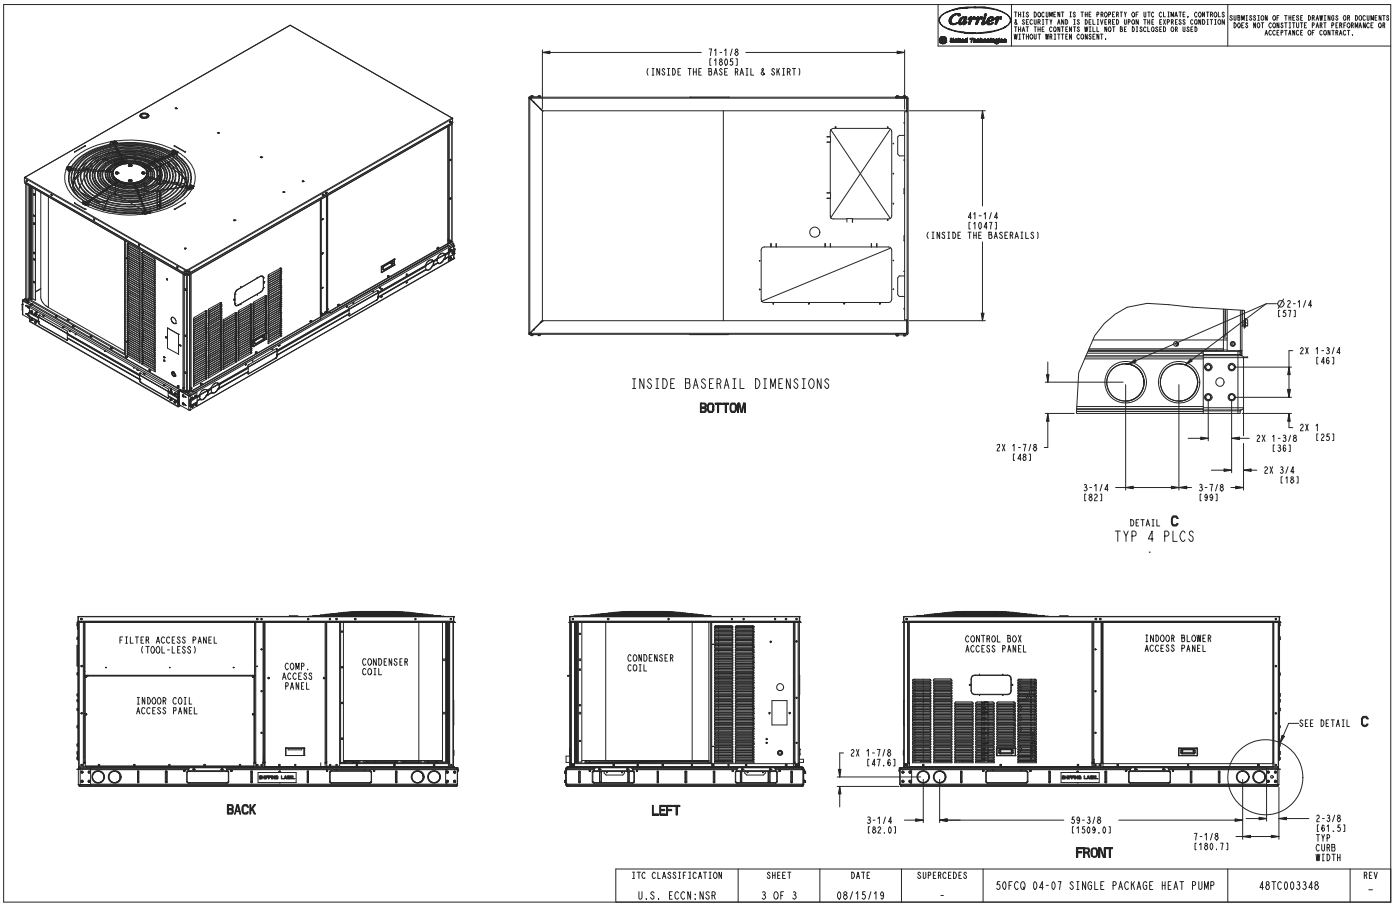 Carrier
United Technologies
THIS DOCUMENT IS THE PROPERTY OF UTC CLIMATE, CONTROLS
& SECURITY AND IS DELIVERED UPON THE EXPRESS CONDITION
THAT THE CONTENTS WILL NOT BE DISCLOSED OR USED
WITHOUT WRITTEN CONSENT.
SUBMISSION OF THESE DRAWINGS OR DOCUMENTS
DOES NOT CONSTITUTE PART PERFORMANCE OR
ACCEPTANCE OF CONTRACT.
71-1/8
[1805]
(INSIDE THE BASE RAIL & SKIRT)
41-1/4
[1047]
(INSIDE THE BASERAILS)
INSIDE BASERAIL DIMENSIONS
BOTTOM
Ø2-1/4
[57]
2X 1-3/4
[46]
2X 1
[25]
2X 1-3/8
[36]
2X 3/4
[18]
2X 1-7/8
[48]
3-1/4
[82]
3-7/8
[99]
DETAIL C
TYP 4 PLCS
FILTER ACCESS PANEL
(TOOL-LESS)
INDOOR COIL
ACCESS PANEL
COMP.
ACCESS
PANEL
CONDENSER
COIL
SHIPPING LABEL
BACK
CONDENSER
COIL
LEFT
CONTROL BOX
ACCESS PANEL
INDOOR BLOWER
ACCESS PANEL
SEE DETAIL C
2X 1-7/8
[47.6]
SHIPPING LABEL
3-1/4
[82.0]
59-3/8
[1509.0]
7-1/8
[180.7]
2-3/8
[61.5]
TYP
CURB
WIDTH
FRONT
ITC CLASSIFICATION
U.S. ECCN:NSR
SHEET
3 OF 3
DATE
08/15/19
SUPERCEDES
-
50FCQ 04-07 SINGLE PACKAGE HEAT PUMP
48TC003348
REV
-